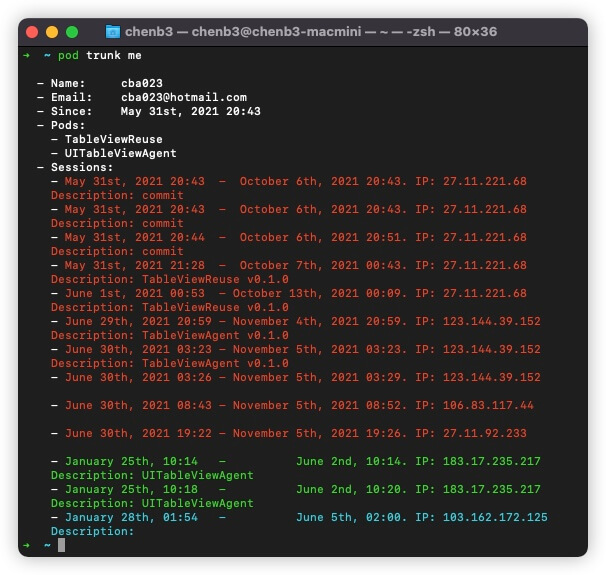 chenb3 — chenb3@chenb3-macmini — ~ — -zsh — 80×36
➜ ~ pod trunk me
- Name: cba023
- Email: cba023@hotmail.com
- Since: May 31st, 2021 20:43
- Pods:
- TableViewReuse
- UITableViewAgent
- Sessions:
- May 31st, 2021 20:43 - October 6th, 2021 20:43. IP: 27.11.221.68
Description: commit
- May 31st, 2021 20:43 - October 6th, 2021 20:43. IP: 27.11.221.68
Description: commit
- May 31st, 2021 20:44 - October 6th, 2021 20:51. IP: 27.11.221.68
Description: commit
- May 31st, 2021 21:28 - October 7th, 2021 00:43. IP: 27.11.221.68
Description: TableViewReuse v0.1.0
- June 1st, 2021 00:53 - October 13th, 2021 00:09. IP: 27.11.221.68
Description: TableViewReuse v0.1.0
- June 29th, 2021 20:59 - November 4th, 2021 20:59. IP: 123.144.39.152
Description: TableViewAgent v0.1.0
- June 30th, 2021 03:23 - November 5th, 2021 03:23. IP: 123.144.39.152
Description: TableViewAgent v0.1.0
- June 30th, 2021 03:26 - November 5th, 2021 03:29. IP: 123.144.39.152
- June 30th, 2021 08:43 - November 5th, 2021 08:52. IP: 106.83.117.44
- June 30th, 2021 19:22 - November 5th, 2021 19:26. IP: 27.11.92.233
- January 25th, 10:14 - June 2nd, 10:14. IP: 183.17.235.217
Description: UITableViewAgent
- January 25th, 10:18 - June 2nd, 10:20. IP: 183.17.235.217
Description: UITableViewAgent
- January 28th, 01:54 - June 5th, 02:00. IP: 103.162.172.125
Description:
➜ ~